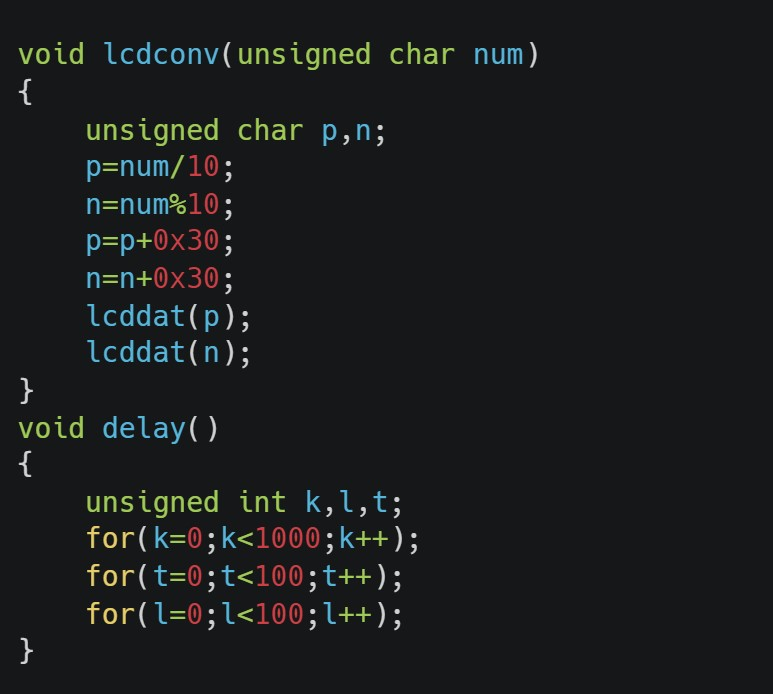 void lcdconv(unsigned char num)
{
    unsigned char p,n;
    p=num/10;
    n=num%10;
    p=p+0x30;
    n=n+0x30;
    lcddat(p);
    lcddat(n);
}
void delay()
{
    unsigned int k,l,t;
    for(k=0;k<1000;k++);
    for(t=0;t<100;t++);
    for(l=0;l<100;l++);
}